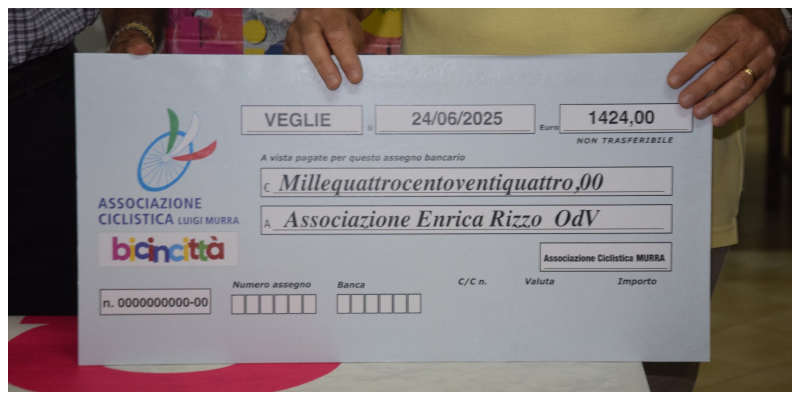 VEGLIE
lì
24/06/2025
Euro
1424,00
NON TRASFERIBILE
A vista pagate per questo assegno bancario
€ Millequattrocentoventiquattro,00
A Associazione Enrica Rizzo OdV
ASSOCIAZIONE
CICLISTICA LUIGI MURRA
bicincittà
Associazione Ciclistica MURRA
Numero assegno
Banca
C/C n.
Valuta
Importo
n. 0000000000-00